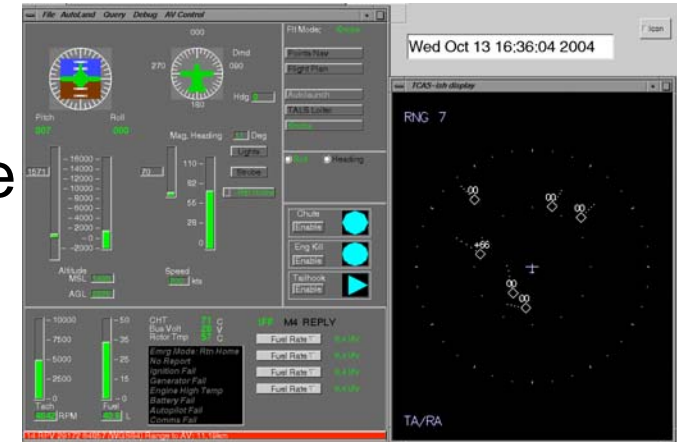 File AutoLand Query Debug AV Control
000
270
Dmd
090
180
Hdg
Pitch
Roll
Mag. Heading
Deg
Lights
Strobe
Rtn Home
1571
70
16000
14000
12000
10000
8000
6000
4000
2000
0
-2000
110
82
55
28
0
Altitude
MSL
AGL
Speed
kts
Flt Mode:
Points Nav
Flight Plan
Autolaunch
TALS Loiter
Heading
Chute
Enable
Eng Kill
Enable
Tailhook
Enable
10000
7500
5000
2500
0
Tach
RPM
50
35
25
15
0
Fuel
L
CHT
C
Bus Volt
V
Rotor Tmp
C
Emrg Mode: Rtn Home
No Report
Ignition Fail
Generator Fail
Engine High Temp
Battery Fail
Autopilot Fail
Comms Fail
IFF M4 REPLY
Fuel Rate
Fuel Rate
Fuel Rate
Fuel Rate
e
Wed Oct 13 16:36:04 2004
Icon
TCAS-ish display
RNG 7
00
00
00
+66
00
00
TA/RA